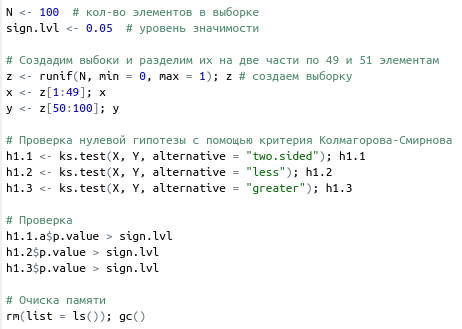 N <- 100  # кол-во элементов в выборке
sign.lvl <- 0.05  # уровень значимости
# Создадим выбоки и разделим их на две части по 49 и 51 элементам
z <- runif(N, min = 0, max = 1); z # создаем выборку
x <- z[1:49]; x
y <- z[50:100]; y
# Проверка нулевой гипотезы с помощью критерия Колмагорова-Смирнова
h1.1 <- ks.test(X, Y, alternative = "two.sided"); h1.1
h1.2 <- ks.test(X, Y, alternative = "less"); h1.2
h1.3 <- ks.test(X, Y, alternative = "greater"); h1.3
# Проверка
h1.1.a$p.value > sign.lvl
h1.2$p.value > sign.lvl
h1.3$p.value > sign.lvl
# Очиска памяти
rm(list = ls()); gc()